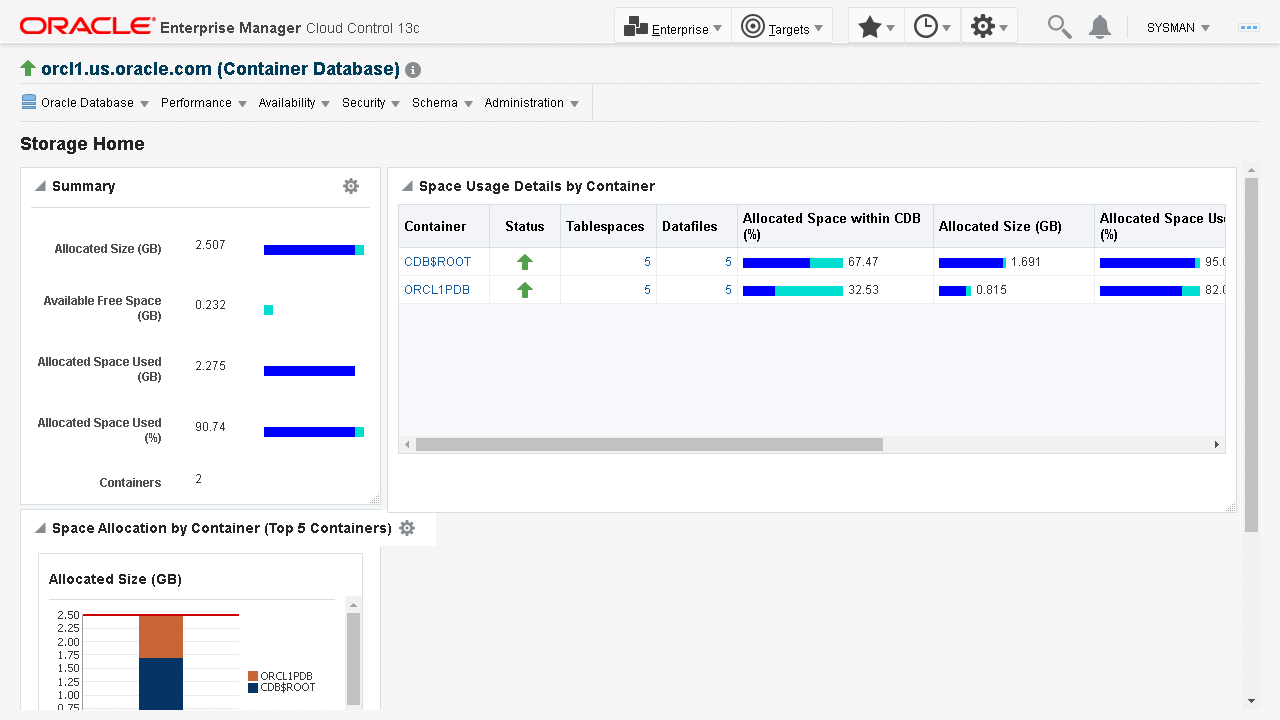 ORACLE Enterprise Manager Cloud Control 13c
Enterprise
Targets
SYSMAN
orcl1.us.oracle.com (Container Database)
Oracle Database Performance Availability Security Schema Administration
Storage Home
Summary
Allocated Size (GB) 2.507
Available Free Space (GB) 0.232
Allocated Space Used (GB) 2.275
Allocated Space Used (%) 90.74
Containers 2
Space Usage Details by Container
Container Status Tablespaces Datafiles Allocated Space within CDB (%) Allocated Size (GB) Allocated Space (%)
CDB$ROOT 5 5 67.47 1.691 95.0
ORCL1PDB 5 5 32.53 0.815 82.0
Space Allocation by Container (Top 5 Containers)
Allocated Size (GB)
2.50
2.25
2.00
1.75
1.50
1.25
1.00
0.75
ORCL1PDB
CDB$ROOT